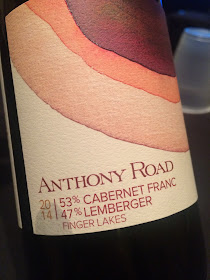 ANTHONY ROAD
20 14 | 53% CABERNET FRANC
47% LEMBERGER
FINGER LAKES